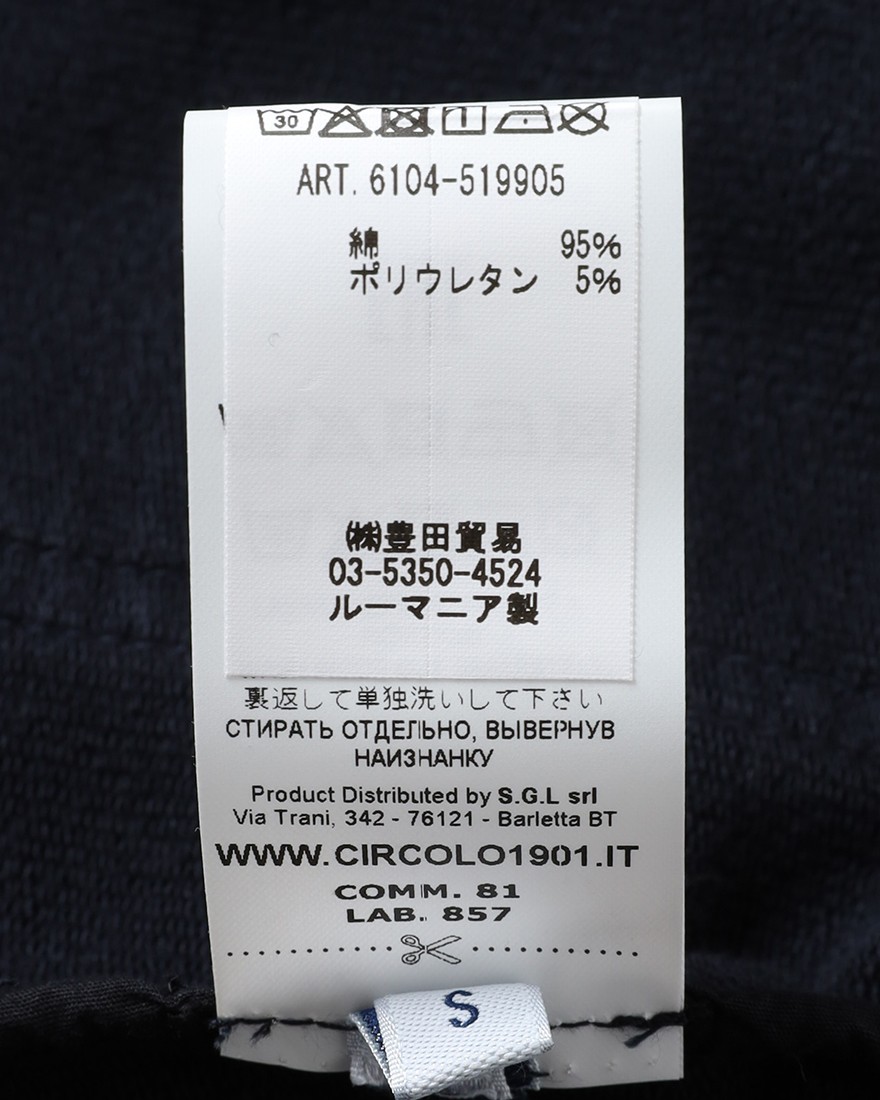 30
ART. 6104-519905
綿 95%
ポリウレタン 5%
㈱豊田貿易
03-5350-4524
ルーマニア製
裏返して単独洗いして下さい
СТИРАТЬ ОТДЕЛЬНО, ВЫВЕРНУВ
НАИЗНАНКУ
Product Distributed by S.G.L srl
Via Trani, 342 - 76121 - Barletta BT
WWW.CIRCOLO1901.IT
COMM. 81
LAB. 857
S